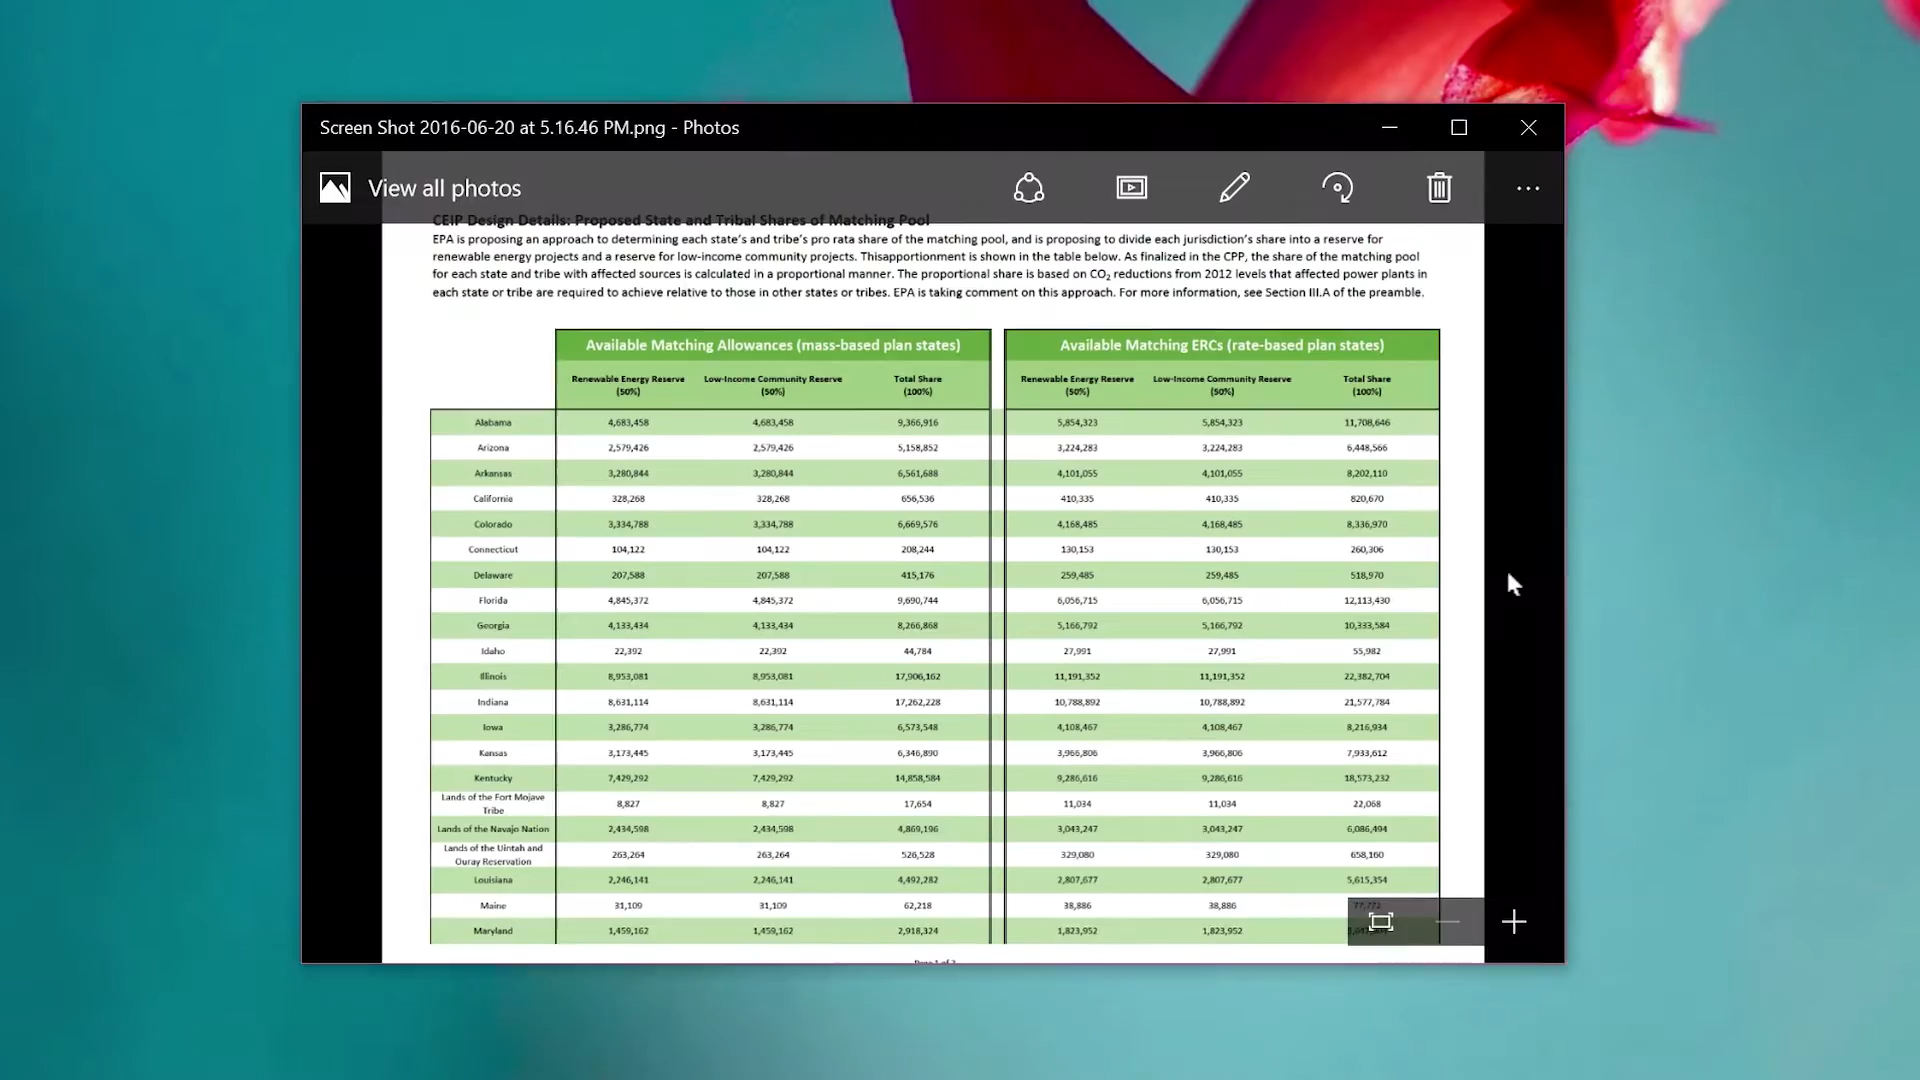 Screen Shot 2016-06-20 at 5.16.46 PM.png - Photos
View all photos
CEIP Design Details: Proposed State and Tribal Shares of Matching Pool
EPA is proposing an approach to determining each state's and tribe's pro rata share of the matching pool, and is proposing to divide each jurisdiction's share into a reserve for
renewable energy projects and a reserve for low-income community projects. Thisapportionment is shown in the table below. As finalized in the CPP, the share of the matching pool
for each state and tribe with affected sources is calculated in a proportional manner. The proportional share is based on CO2 reductions from 2012 levels that affected power plants in
each state or tribe are required to achieve relative to those in other states or tribes. EPA is taking comment on this approach. For more information, see Section III.A of the preamble.
Available Matching Allowances (mass-based plan states) Available Matching ERCs (rate-based plan states)
Renewable Energy Reserve Low-Income Community Reserve Total Share Renewable Energy Reserve Low-Income Community Reserve Total Share
(50%) (50%) (100%) (50%) (50%) (100%)
Alabama 4,683,458 4,683,458 9,366,916 5,854,323 5,854,323 11,708,646
Arizona 2,579,426 2,579,426 5,158,852 3,224,283 3,224,283 6,448,566
Arkansas 3,280,844 3,280,844 6,561,688 4,101,055 4,101,055 8,202,110
California 328,268 328,268 656,536 410,335 410,335 820,670
Colorado 3,334,788 3,334,788 6,669,576 4,168,485 4,168,485 8,336,970
Connecticut 104,122 104,122 208,244 130,153 130,153 260,306
Delaware 207,588 207,588 415,176 259,485 259,485 518,970
Florida 4,845,372 4,845,372 9,690,744 6,056,715 6,056,715 12,113,430
Georgia 4,133,434 4,133,434 8,266,868 5,166,792 5,166,792 10,333,584
Idaho 22,392 22,392 44,784 27,991 27,991 55,982
Illinois 8,953,081 8,953,081 17,906,162 11,191,352 11,191,352 22,382,704
Indiana 8,631,114 8,631,114 17,262,228 10,788,892 10,788,892 21,577,784
Iowa 3,286,774 3,286,774 6,573,548 4,108,467 4,108,467 8,216,934
Kansas 3,173,445 3,173,445 6,346,890 3,966,806 3,966,806 7,933,612
Kentucky 7,429,292 7,429,292 14,858,584 9,286,616 9,286,616 18,573,232
Lands of the Fort Mojave
Tribe 8,827 8,827 17,654 11,034 11,034 22,068
Lands of the Navajo Nation 2,434,598 2,434,598 4,869,196 3,043,247 3,043,247 6,086,494
Lands of the Uintah and
Ouray Reservation 263,264 263,264 526,528 329,080 329,080 658,160
Louisiana 2,246,141 2,246,141 4,492,282 2,807,677 2,807,677 5,615,354
Maine 31,109 31,109 62,218 38,886 38,886 77,772
Maryland 1,459,162 1,459,162 2,918,324 1,823,952 1,823,952